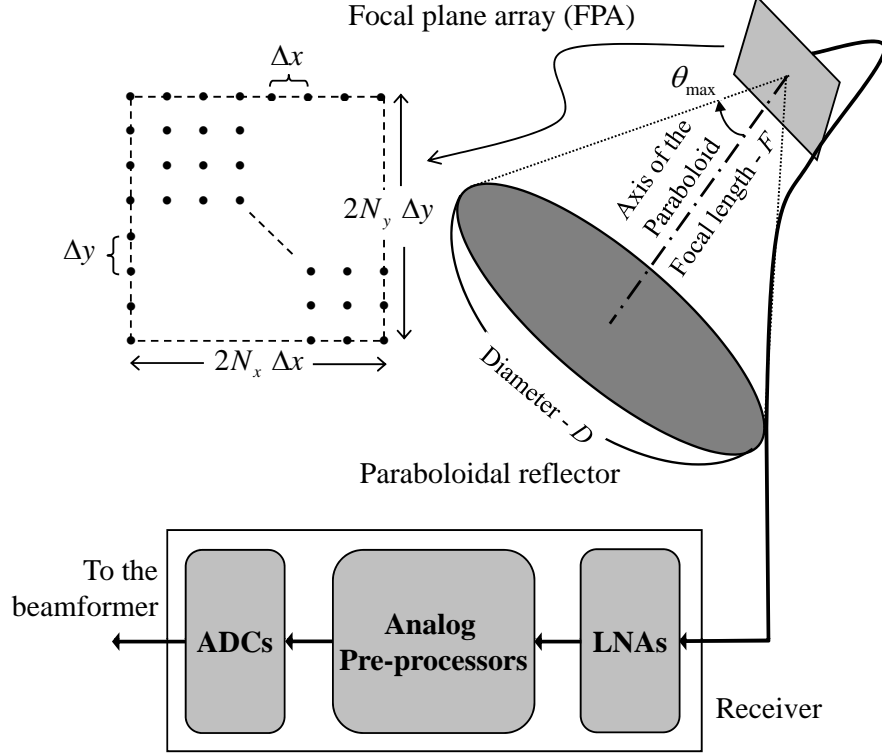 Focal plane array (FPA)
Δx
θmax
Axis of the
Paraboloid
Focal length - F
2Ny Δy
Δy
2Nx Δx
Diameter - D
Paraboloidal reflector
To the
beamformer
ADCs
Analog
Pre-processors
LNAs
Receiver